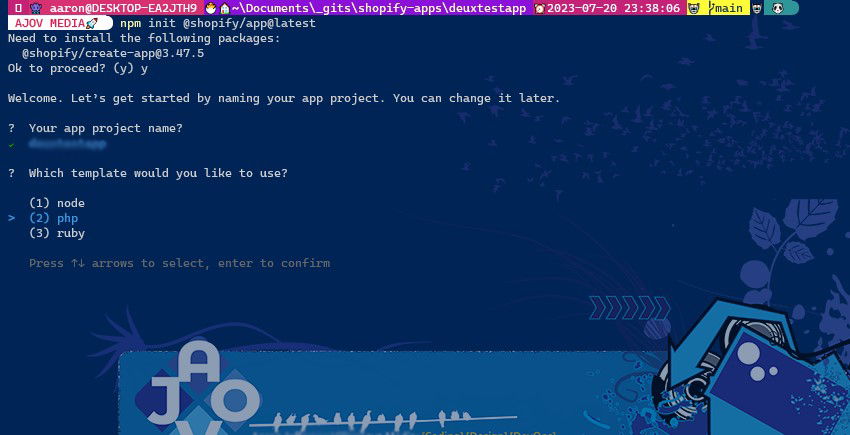 aaron@DESKTOP-EA2JTH9 ~\Documents\_gits\shopify-apps\deuxtestapp 2023-07-20 23:38:06 main
AJOV MEDIA npm init @shopify/app@latest
Need to install the following packages:
@shopify/create-app@3.47.5
Ok to proceed? (y) y
Welcome. Let's get started by naming your app project. You can change it later.
? Your app project name?
✓ deuxtestapp
? Which template would you like to use?
(1) node
> (2) php
(3) ruby
Press ↑↓ arrows to select, enter to confirm
AJOV